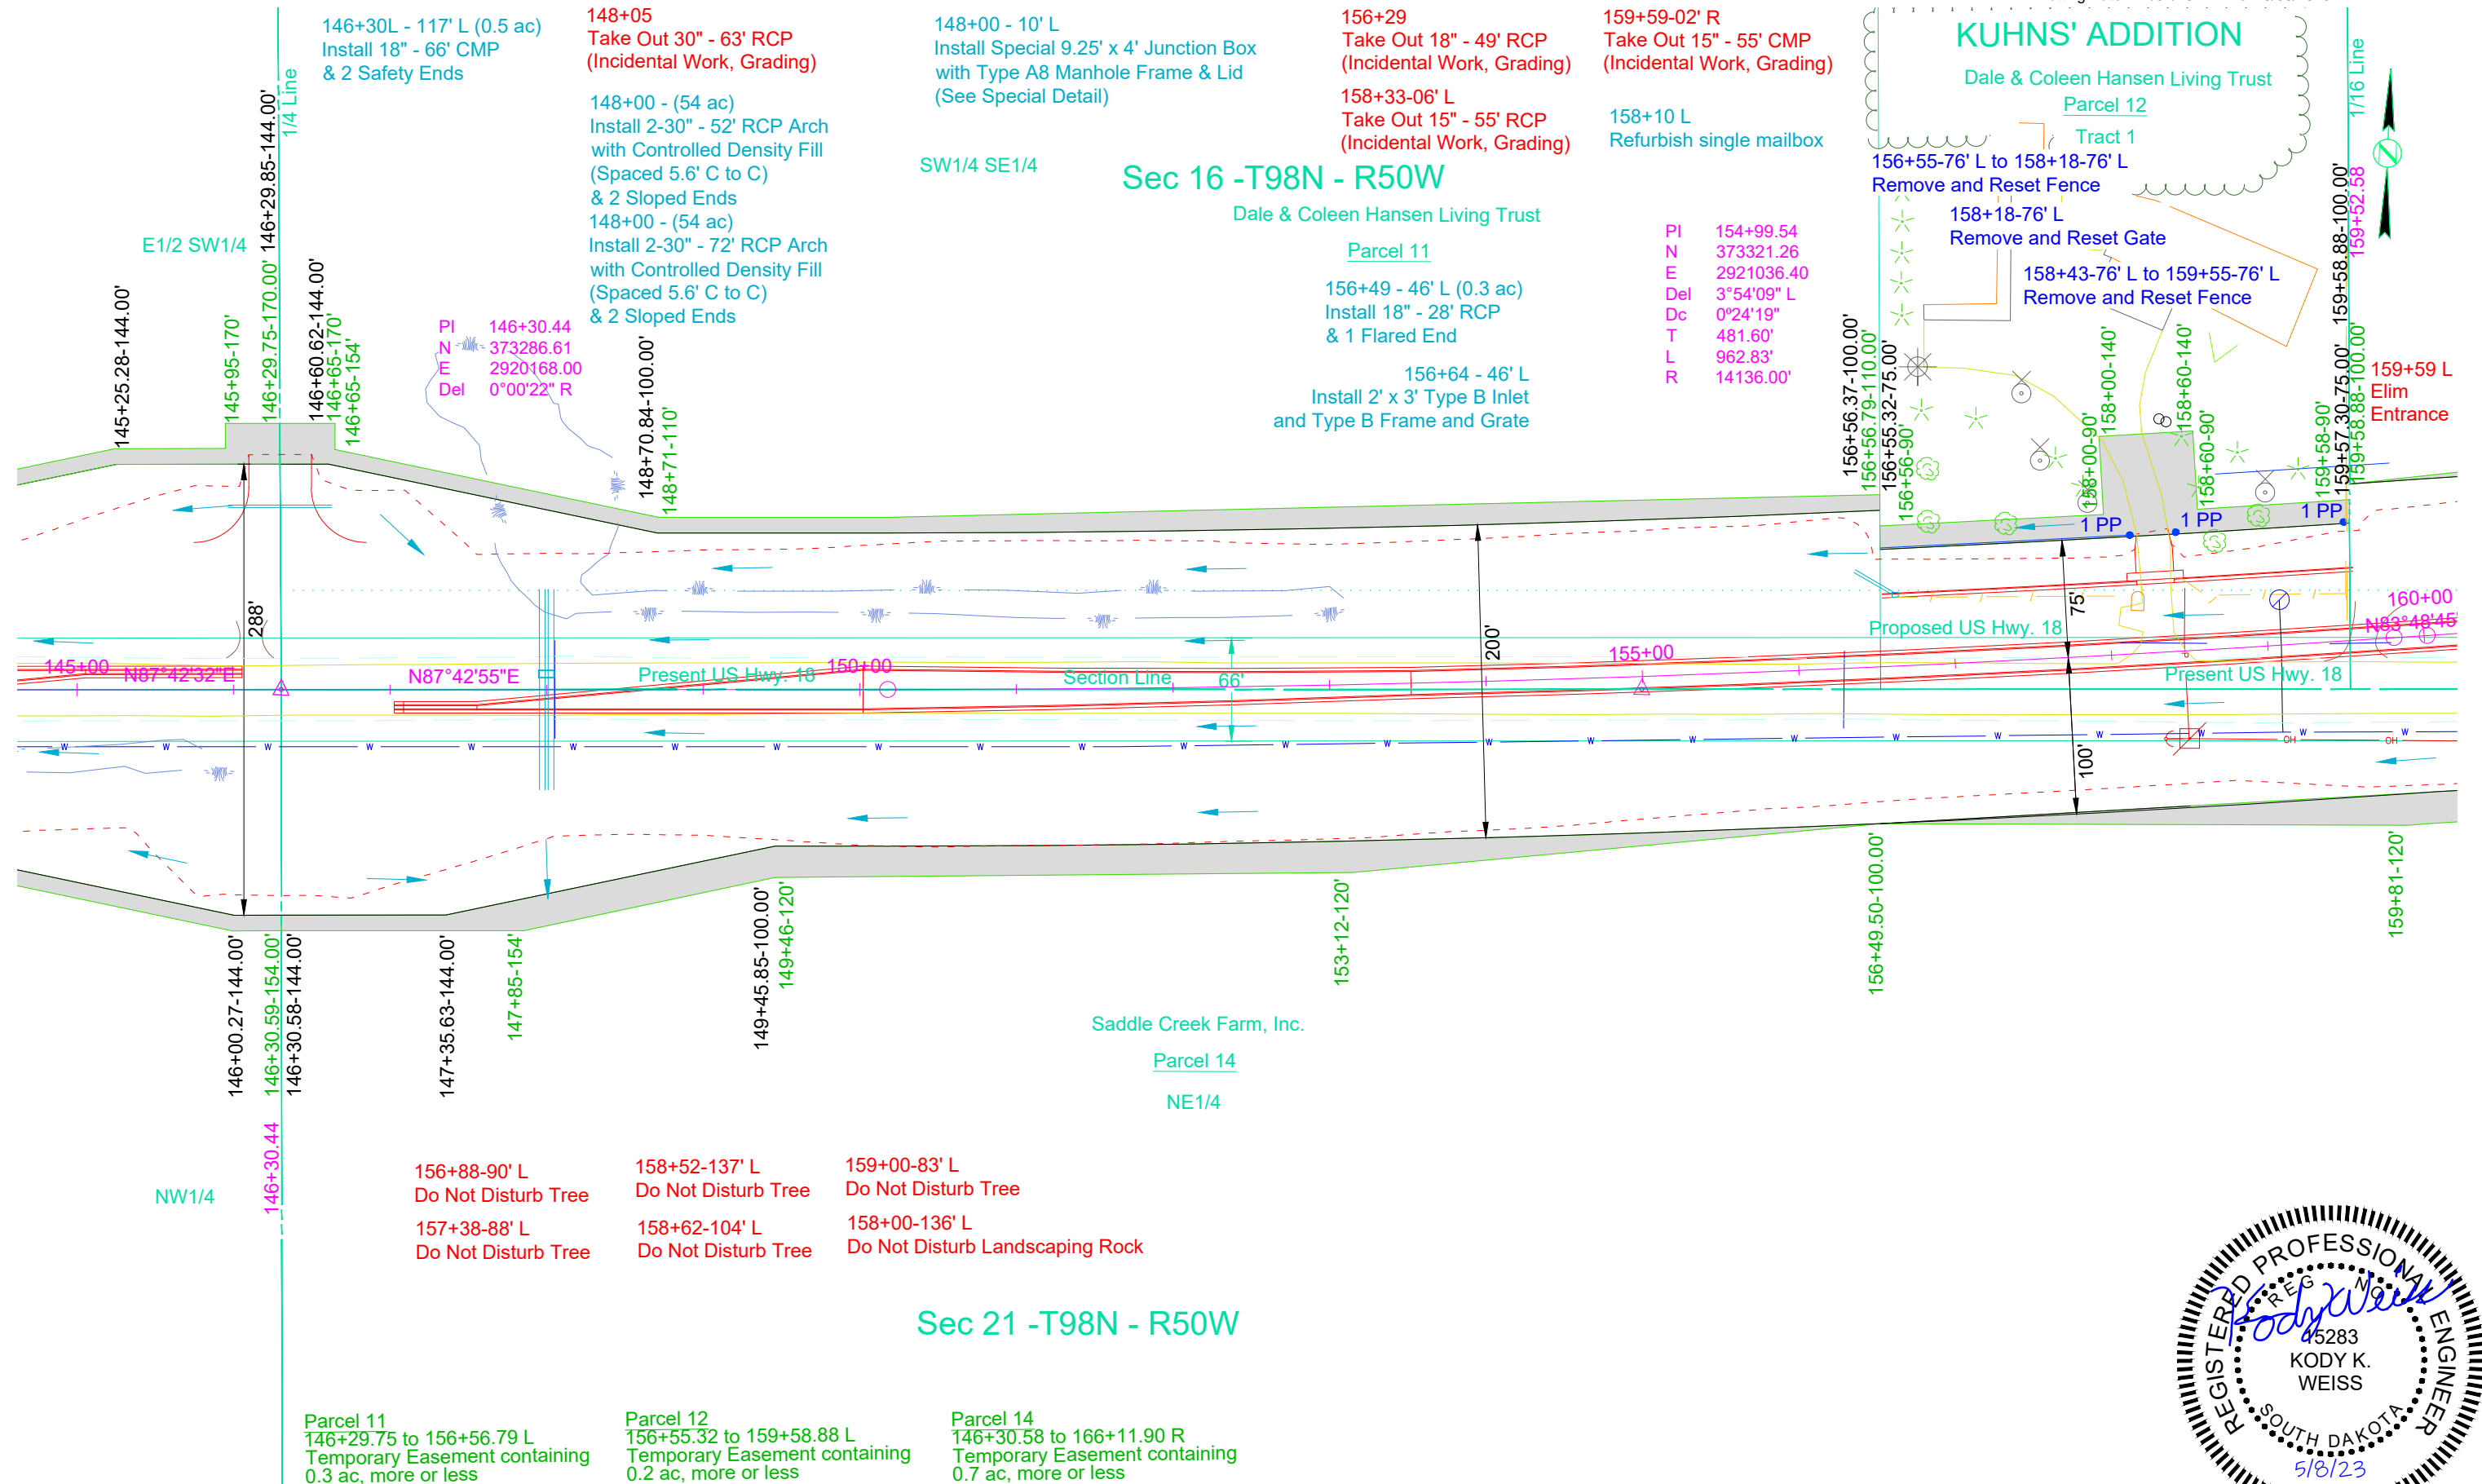 146+30L - 117' L (0.5 ac)
Install 18" - 66' CMP
& 2 Safety Ends
148+05
Take Out 30" - 63' RCP
(Incidental Work, Grading)
148+00 - (54 ac)
Install 2-30" - 52' RCP Arch
with Controlled Density Fill
(Spaced 5.6' C to C)
& 2 Sloped Ends
148+00 - (54 ac)
Install 2-30" - 72' RCP Arch
with Controlled Density Fill
(Spaced 5.6' C to C)
& 2 Sloped Ends
148+00 - 10' L
Install Special 9.25' x 4' Junction Box
with Type A8 Manhole Frame & Lid
(See Special Detail)
156+29
Take Out 18" - 49' RCP
(Incidental Work, Grading)
158+33-06' L
Take Out 15" - 55' RCP
(Incidental Work, Grading)
159+59-02' R
Take Out 15" - 55' CMP
(Incidental Work, Grading)
158+10 L
Refurbish single mailbox
KUHNS' ADDITION
Dale & Coleen Hansen Living Trust
Parcel 12
Tract 1
1/16 Line
159+52.58
N
1/4 Line
SW1/4 SE1/4
Sec 16 -T98N - R50W
Dale & Coleen Hansen Living Trust
Parcel 11
E1/2 SW1/4
156+55-76' L to 158+18-76' L
Remove and Reset Fence
158+18-76' L
Remove and Reset Gate
158+43-76' L to 159+55-76' L
Remove and Reset Fence
PI 154+99.54
N 373321.26
E 2921036.40
Del 3°54'09" L
Dc 0°24'19"
T 481.60'
L 962.83'
R 14136.00'
156+49 - 46' L (0.3 ac)
Install 18" - 28' RCP
& 1 Flared End
156+64 - 46' L
Install 2' x 3' Type B Inlet
and Type B Frame and Grate
PI 146+30.44
N 373286.61
E 2920168.00
Del 0°00'22" R
159+59 L
Elim
Entrance
145+25.28-144.00'
145+95-170'
146+29.75-170.00'
146+29.85-144.00'
146+60.62-144.00'
146+65-170'
146+65-154'
148+70.84-100.00'
148+71-110'
156+56.37-100.00'
156+56.79-110.00'
156+55.32-75.00'
156+56-90'
158+00-90'
158+00-140'
158+60-140'
158+60-90'
159+58-90'
159+57.30-75.00'
159+58.88-100.00'
159+58.88-100.00'
1 PP
1 PP
1 PP
288'
200'
75'
100'
66'
Proposed US Hwy. 18
160+00
N83°48'45"
145+00
N87°42'32"E
N87°42'55"E
Present US Hwy. 18
150+00
Section Line
155+00
Present US Hwy. 18
W W W W W W W W W W W W W W W W W W W W W W W W
OH OH
146+00.27-144.00'
146+30.59-154.00'
146+30.58-144.00'
147+35.63-144.00'
147+85-154'
149+45.85-100.00'
149+46-120'
153+12-120'
156+49.50-100.00'
159+81-120'
146+30.44
Saddle Creek Farm, Inc.
Parcel 14
NE1/4
NW1/4
156+88-90' L
Do Not Disturb Tree
158+52-137' L
Do Not Disturb Tree
159+00-83' L
Do Not Disturb Tree
157+38-88' L
Do Not Disturb Tree
158+62-104' L
Do Not Disturb Tree
158+00-136' L
Do Not Disturb Landscaping Rock
Sec 21 -T98N - R50W
Parcel 11
146+29.75 to 156+56.79 L
Temporary Easement containing
0.3 ac, more or less
Parcel 12
156+55.32 to 159+58.88 L
Temporary Easement containing
0.2 ac, more or less
Parcel 14
146+30.58 to 166+11.90 R
Temporary Easement containing
0.7 ac, more or less
REGISTERED PROFESSIONAL ENGINEER
REG NO
Kody Weiss
15283
KODY K.
WEISS
SOUTH DAKOTA
5/8/23